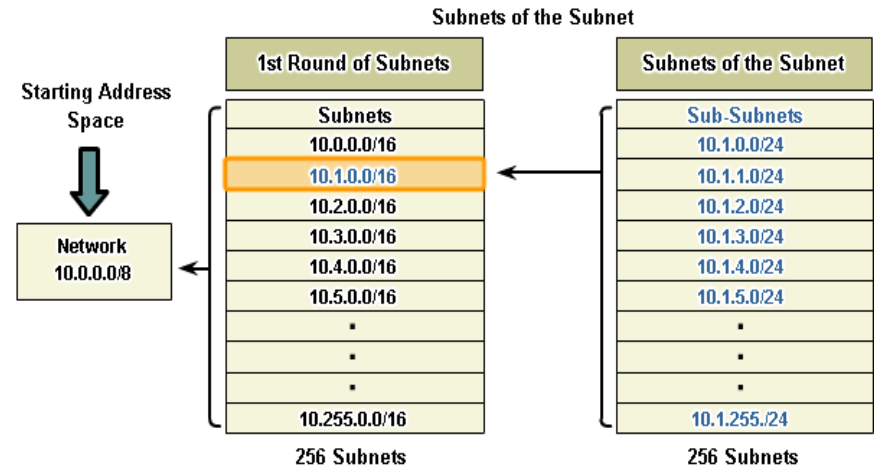 Subnets of the Subnet
Starting Address
Space
Network
10.0.0.0/8
1st Round of Subnets
Subnets
10.0.0.0/16
10.1.0.0/16
10.2.0.0/16
10.3.0.0/16
10.4.0.0/16
10.5.0.0/16
.
.
.
10.255.0.0/16
256 Subnets
Subnets of the Subnet
Sub-Subnets
10.1.0.0/24
10.1.1.0/24
10.1.2.0/24
10.1.3.0/24
10.1.4.0/24
10.1.5.0/24
.
.
.
10.1.255./24
256 Subnets